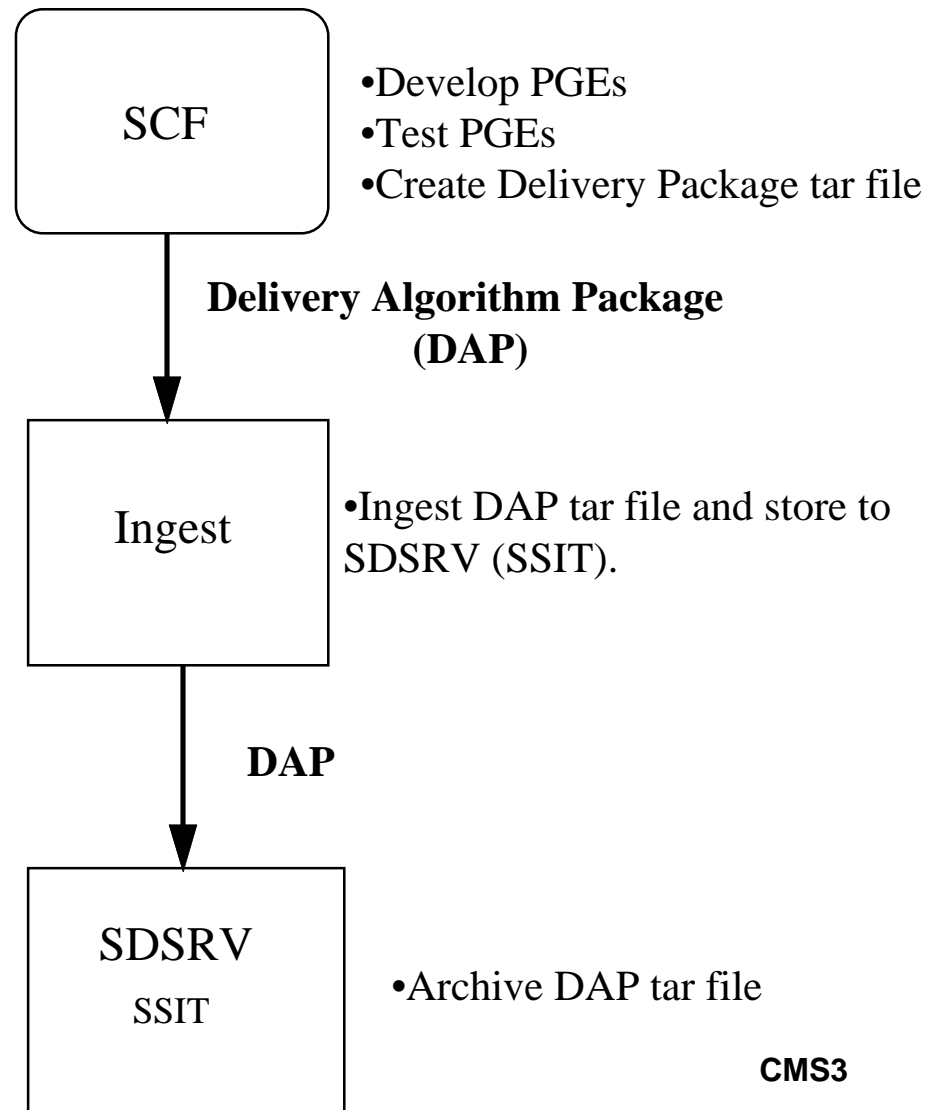 SCF
•Develop PGEs
•Test PGEs
•Create Delivery Package tar file
Delivery Algorithm Package
(DAP)
Ingest
•Ingest DAP tar file and store to
SDSRV (SSIT).
DAP
SDSRV
SSIT
•Archive DAP tar file
CMS3